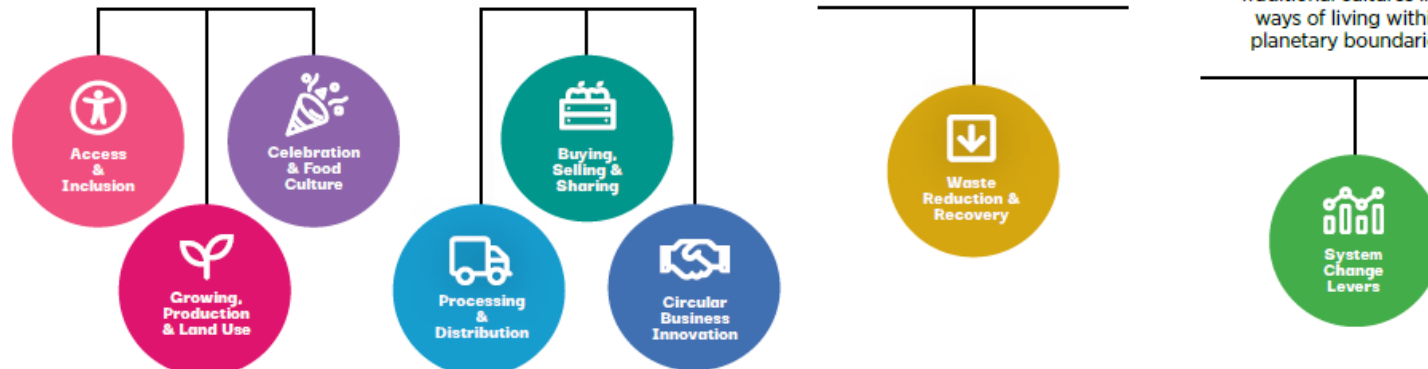 ways of living withi
planetary boundari
Access
&
Inclusion
Celebration
& Food
Culture
Growing,
Production
& Land Use
Buying,
Selling &
Sharing
Processing
&
Distribution
Circular
Business
Innovation
Waste
Reduction &
Recovery
System
Change
Levers